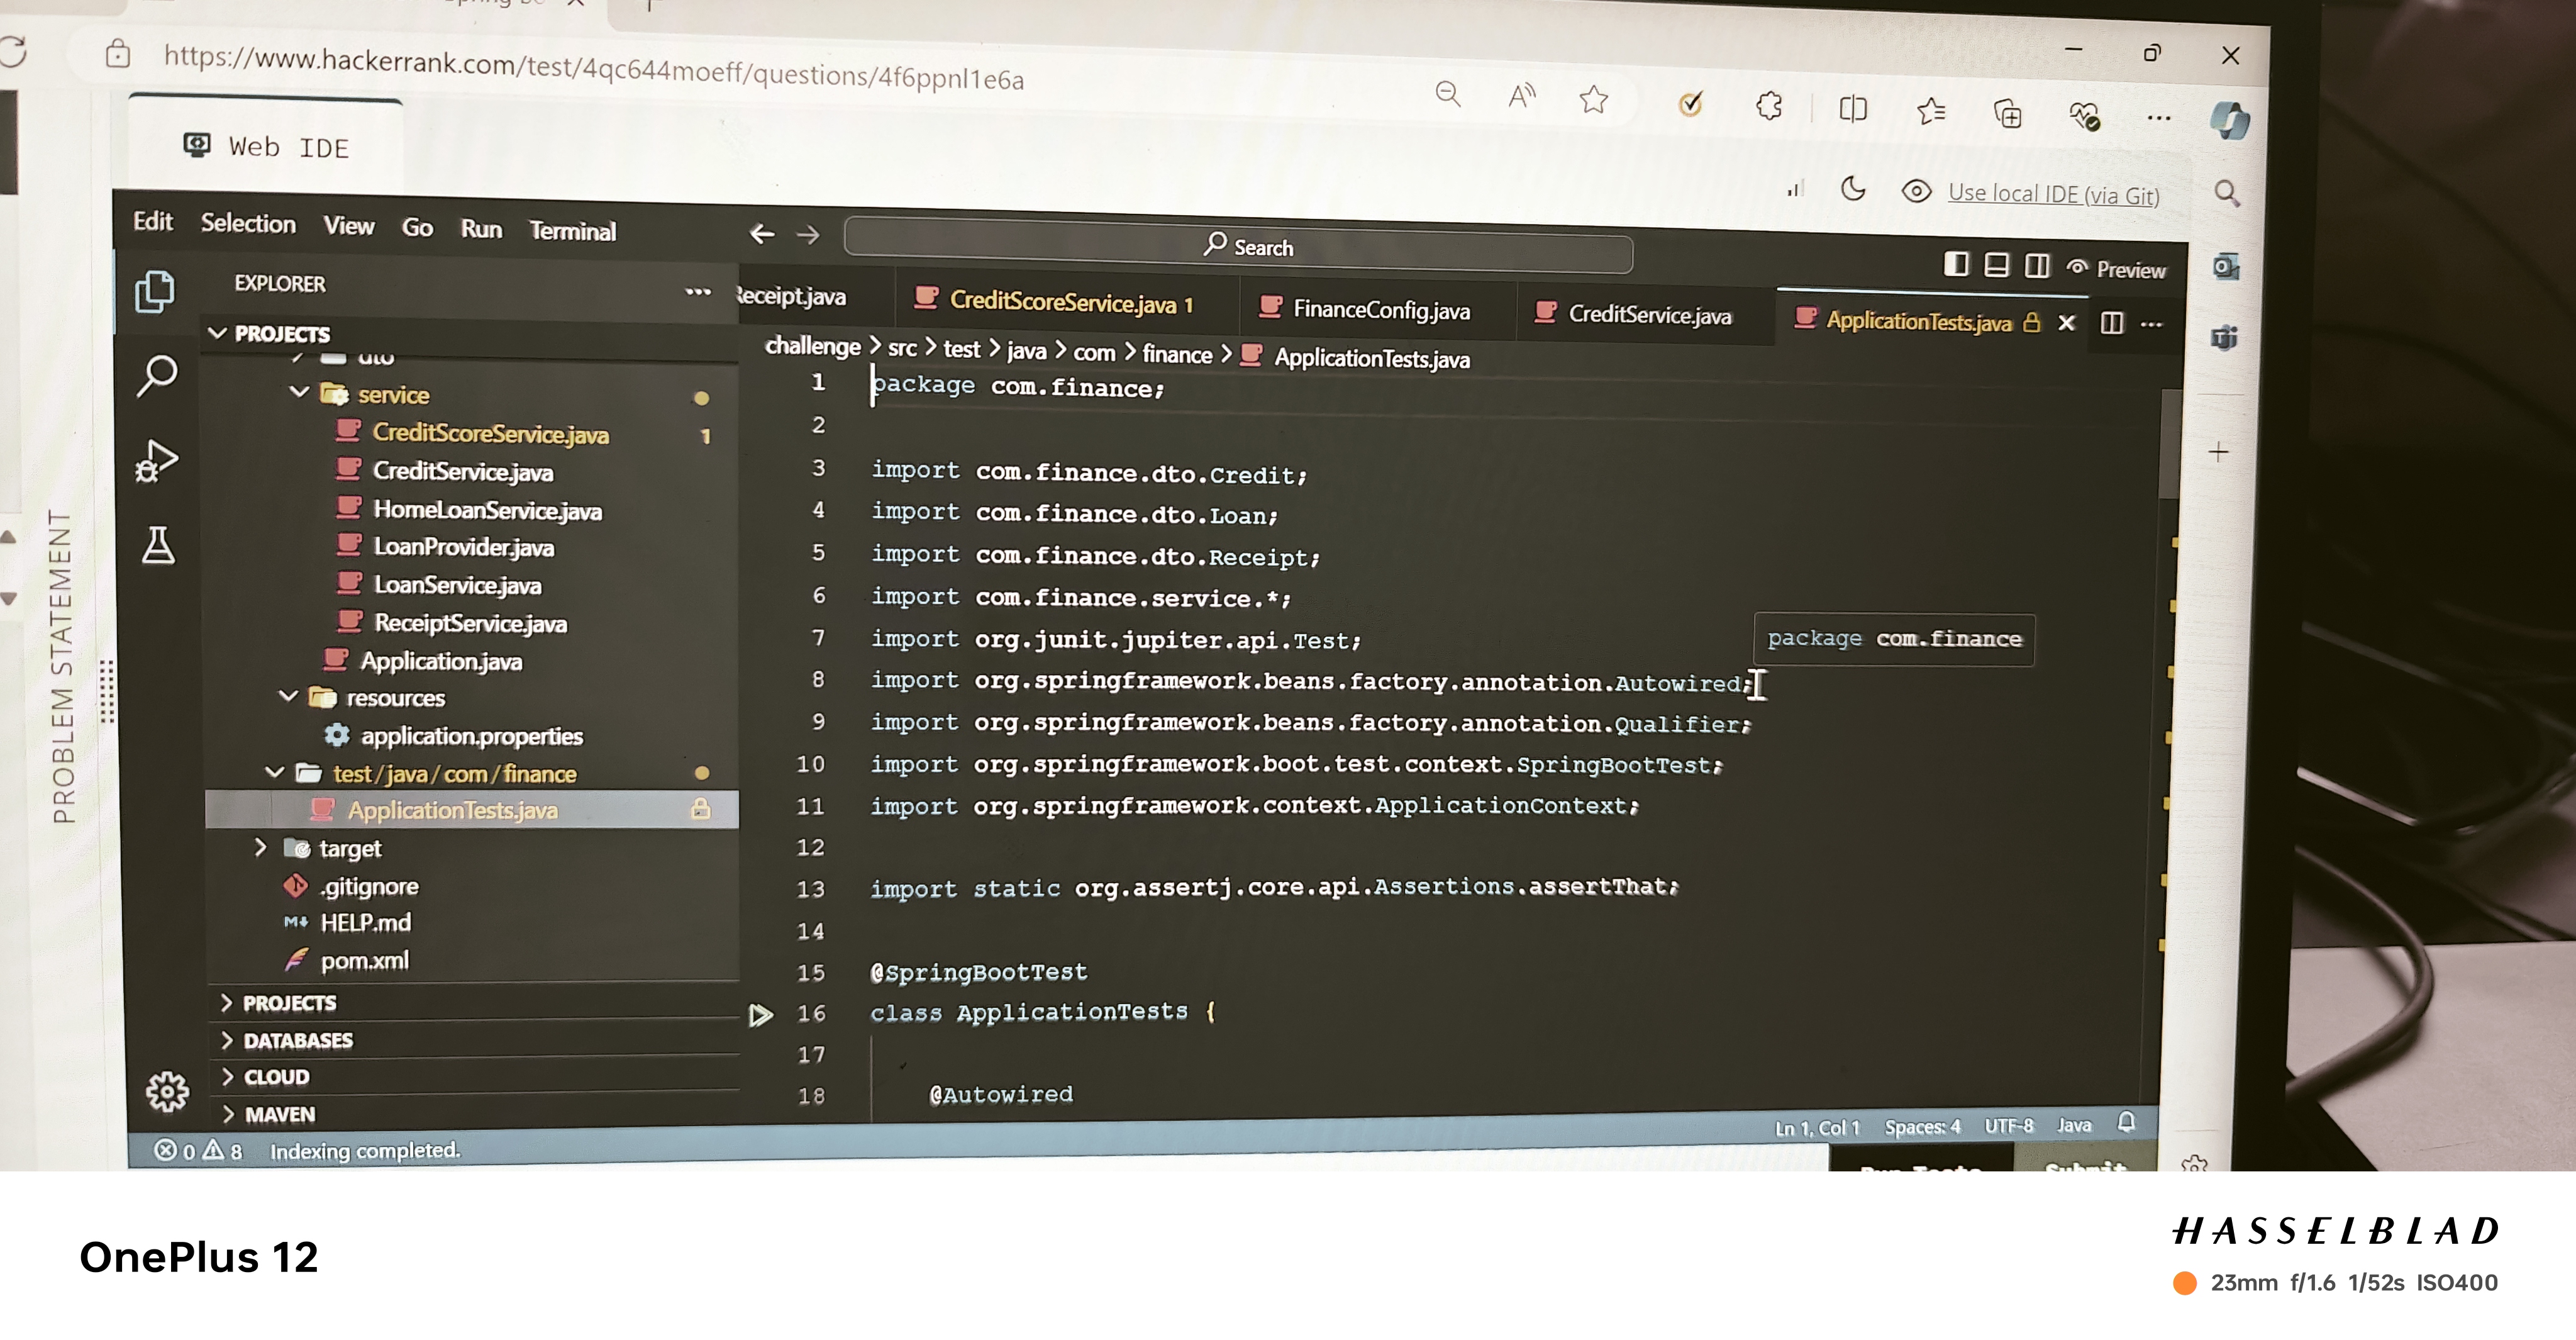 https://www.hackerrank.com/test/4qc644moeff/questions/4f6ppnl1e6a
Web IDE
Use local IDE (via Git)
Edit Selection View Go Run Terminal
Search
Preview
EXPLORER
PROJECTS
dto
service
CreditScoreService.java 1
CreditService.java
HomeLoanService.java
LoanProvider.java
LoanService.java
ReceiptService.java
Application.java
resources
application.properties
test/java/com/finance
ApplicationTests.java
target
.gitignore
HELP.md
pom.xml
PROJECTS
DATABASES
CLOUD
MAVEN
PROBLEM STATEMENT
Receipt.java CreditScoreService.java 1 FinanceConfig.java CreditService.java ApplicationTests.java
challenge > src > test > java > com > finance > ApplicationTests.java
1 package com.finance;
2
3 import com.finance.dto.Credit;
4 import com.finance.dto.Loan;
5 import com.finance.dto.Receipt;
6 import com.finance.service.*;
7 import org.junit.jupiter.api.Test;
package com.finance
8 import org.springframework.beans.factory.annotation.Autowired;
9 import org.springframework.beans.factory.annotation.Qualifier;
10 import org.springframework.boot.test.context.SpringBootTest;
11 import org.springframework.context.ApplicationContext;
12
13 import static org.assertj.core.api.Assertions.assertThat;
14
15 @SpringBootTest
16 class ApplicationTests {
17
18 @Autowired
0 8 Indexing completed.
Ln 1, Col 1 Spaces: 4 UTF-8 Java
Run Tests Submit
OnePlus 12
HASSELBLAD
23mm f/1.6 1/52s ISO400